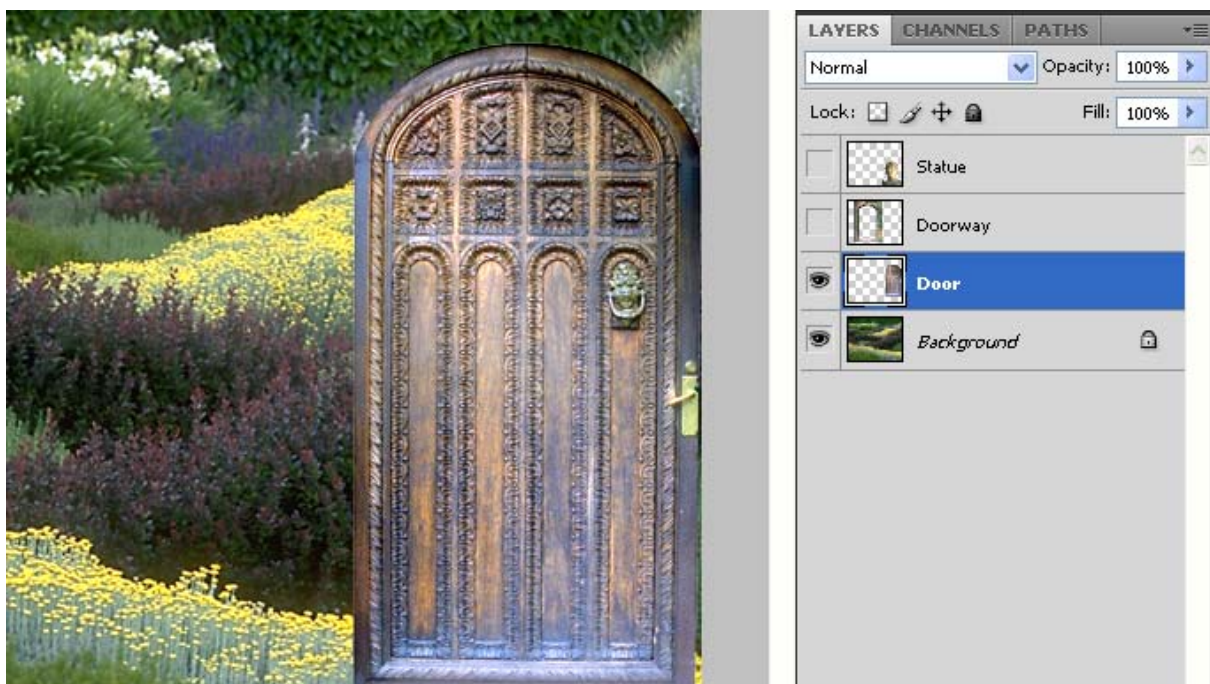 LAYERS CHANNELS PATHS
Normal Opacity: 100%
Lock: Fill: 100%
Statue
Doorway
Door
Background